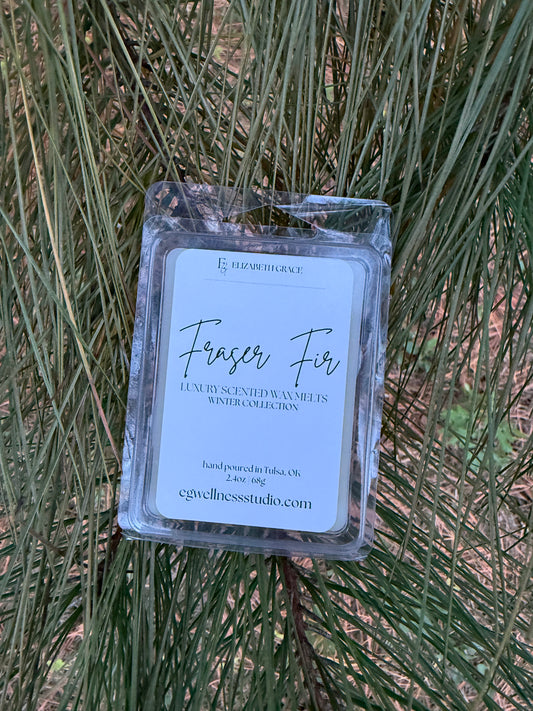 EG ELIZABETH GRACE
Fraser Fir
LUXURY SCENTED WAX MELTS
WINTER COLLECTION
hand poured in Tulsa, OK
2.4oz | 68g
egwellnessstudio.com